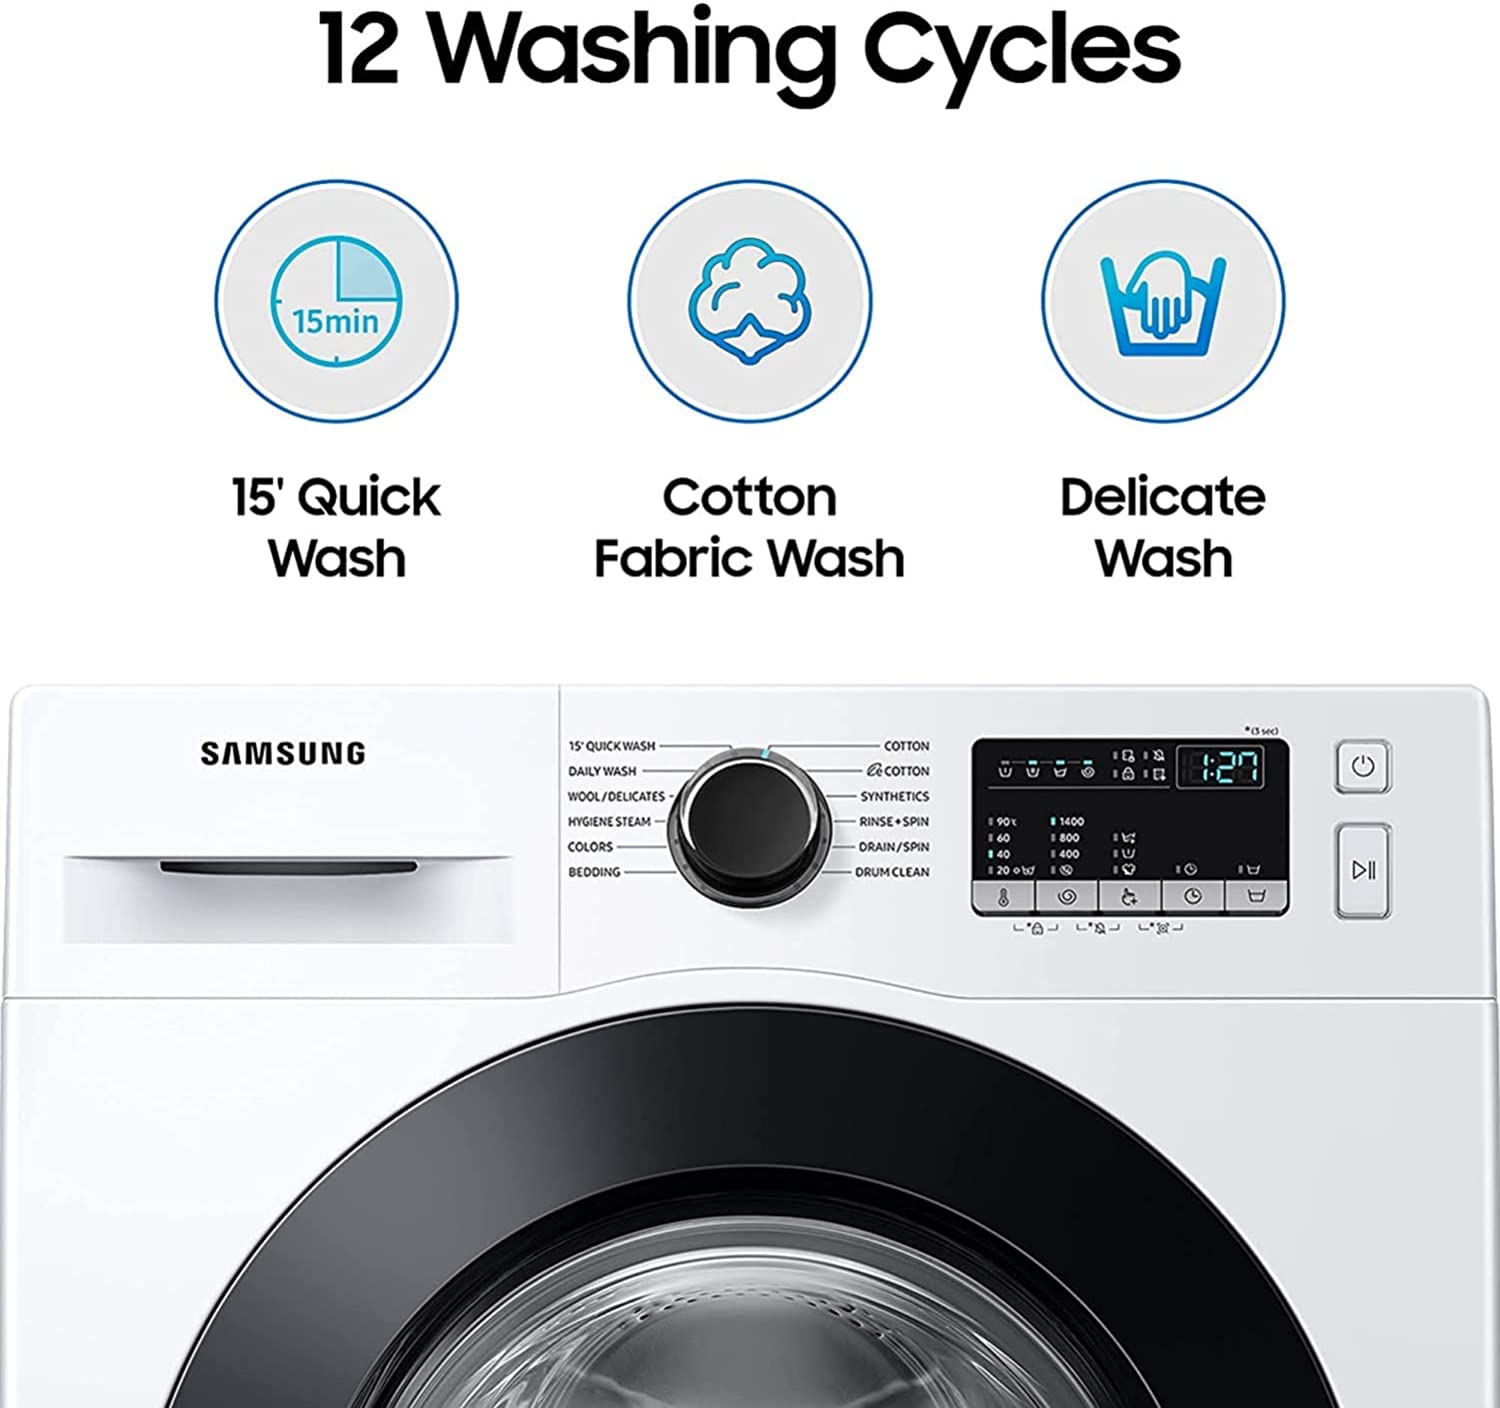 12 Washing Cycles
15min
15' Quick
Wash
Cotton
Fabric Wash
Delicate
Wash
SAMSUNG
15' QUICK WASH
DAILY WASH
WOOL/DELICATES
HYGIENE STEAM
COLORS
BEDDING
COTTON
e COTTON
SYNTHETICS
RINSE+SPIN
DRAIN/SPIN
DRUM CLEAN
*(3 sec)
1:27
90℃
60
40
20
1400
800
400